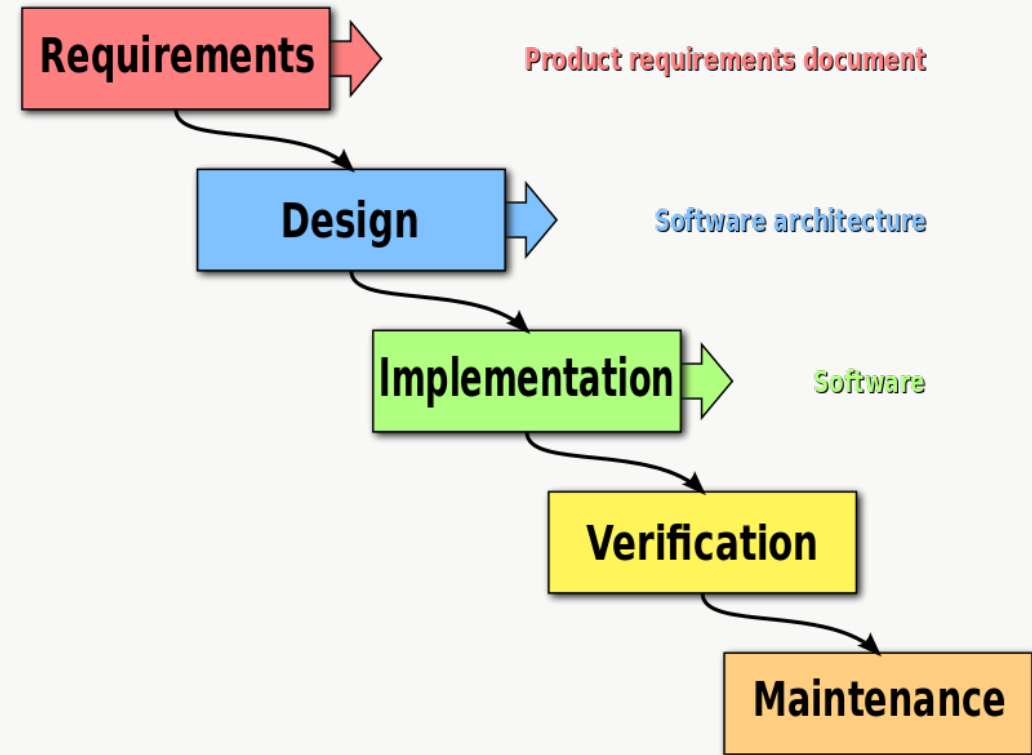 Requirements
Product requirements document
Design
Software architecture
Implementation
Software
Verification
Maintenance